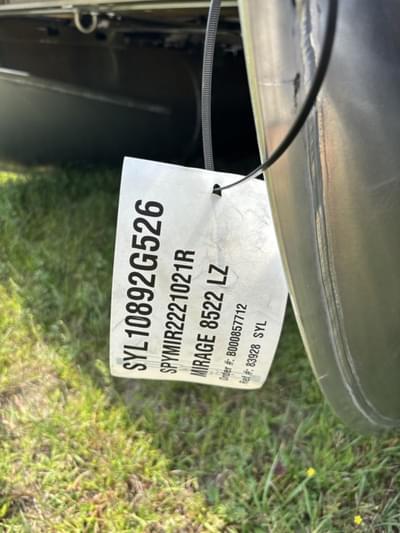 SYL10892G526
SPYMIR2221021R
MIRAGE 8522 LZ
Order #: B000857712
Ref #: 83928 SYL